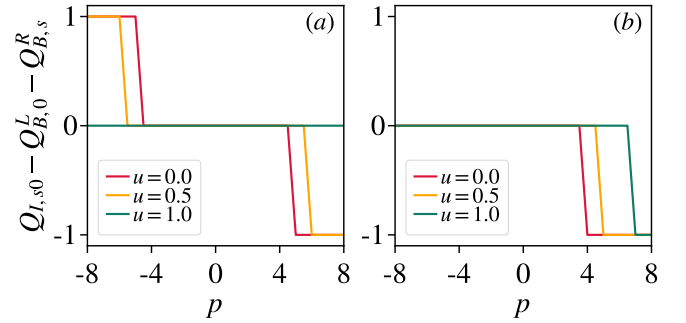 Q_{I,s0} − Q^L_{B,0} − Q^R_{B,s}
(a)
1
0
-1
u = 0.0
u = 0.5
u = 1.0
-8 -4 0 4 8
p
(b)
1
0
-1
u = 0.0
u = 0.5
u = 1.0
-8 -4 0 4 8
p